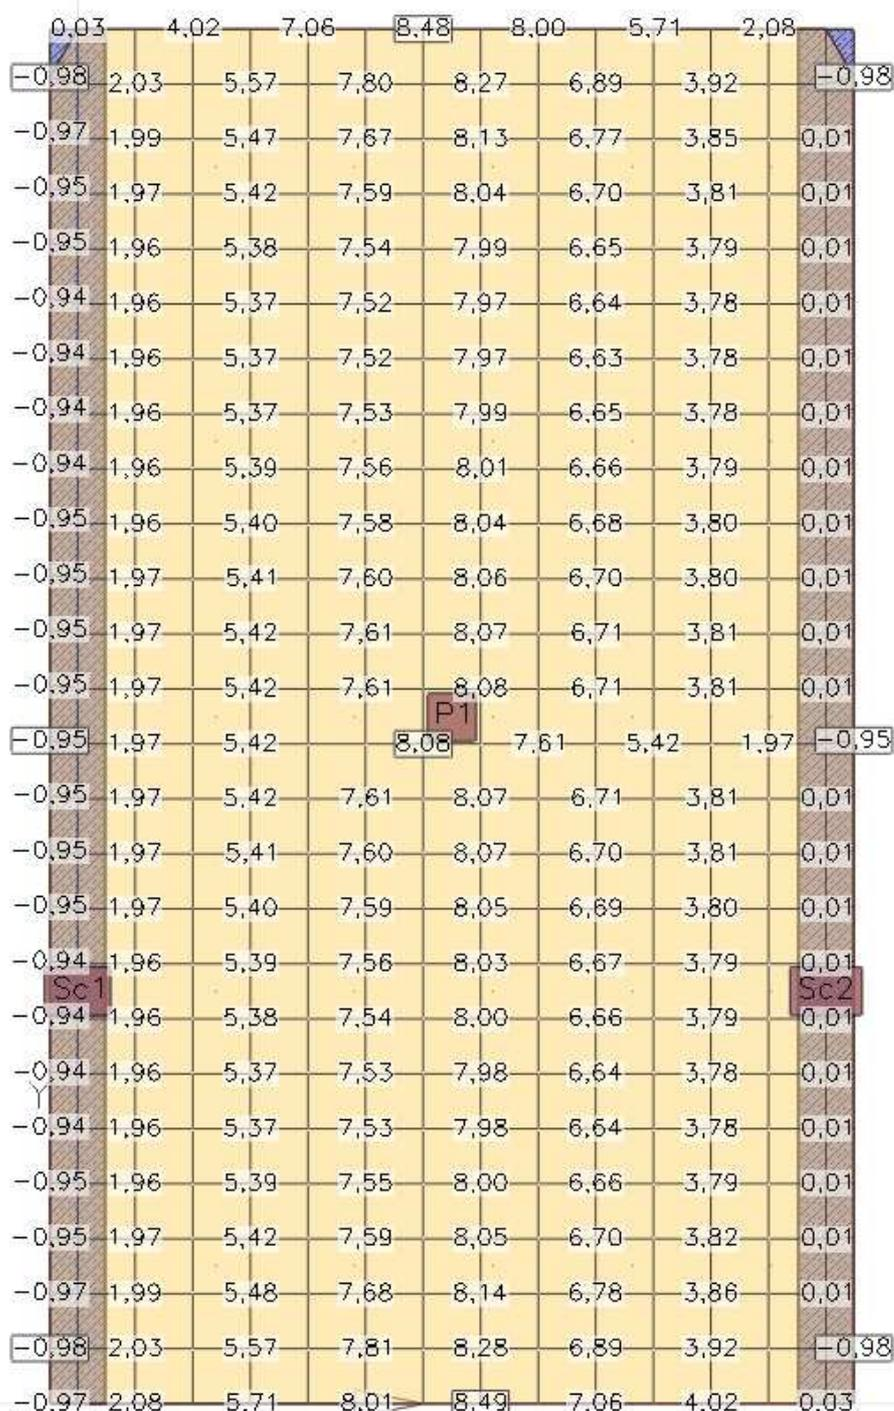 0,03 4,02 7,06 8,48 8,00 5,71 2,08
-0,98 2,03 5,57 7,80 8,27 6,89 3,92 -0,98
-0,97 1,99 5,47 7,67 8,13 6,77 3,85 0,01
-0,95 1,97 5,42 7,59 8,04 6,70 3,81 0,01
-0,95 1,96 5,38 7,54 7,99 6,65 3,79 0,01
-0,94 1,96 5,37 7,52 7,97 6,64 3,78 0,01
-0,94 1,96 5,37 7,52 7,97 6,63 3,78 0,01
-0,94 1,96 5,37 7,53 7,99 6,65 3,78 0,01
-0,94 1,96 5,39 7,56 8,01 6,66 3,79 0,01
-0,95 1,96 5,40 7,58 8,04 6,68 3,80 0,01
-0,95 1,97 5,41 7,60 8,06 6,70 3,80 0,01
-0,95 1,97 5,42 7,61 8,07 6,71 3,81 0,01
-0,95 1,97 5,42 7,61 8,08 6,71 3,81 0,01
P1
-0,95 1,97 5,42 8,08 7,61 5,42 1,97 -0,95
-0,95 1,97 5,42 7,61 8,07 6,71 3,81 0,01
-0,95 1,97 5,41 7,60 8,07 6,70 3,81 0,01
-0,95 1,97 5,40 7,59 8,05 6,69 3,80 0,01
-0,94 1,96 5,39 7,56 8,03 6,67 3,79 0,01
Sc1 Sc2
-0,94 1,96 5,38 7,54 8,00 6,66 3,79 0,01
-0,94 1,96 5,37 7,53 7,98 6,64 3,78 0,01
Y
-0,94 1,96 5,37 7,53 7,98 6,64 3,78 0,01
-0,95 1,96 5,39 7,55 8,00 6,66 3,79 0,01
-0,95 1,97 5,42 7,59 8,05 6,70 3,82 0,01
-0,97 1,99 5,48 7,68 8,14 6,78 3,86 0,01
-0,98 2,03 5,57 7,81 8,28 6,89 3,92 -0,98
-0,97 2,08 5,71 8,01 8,49 7,06 4,02 0,03